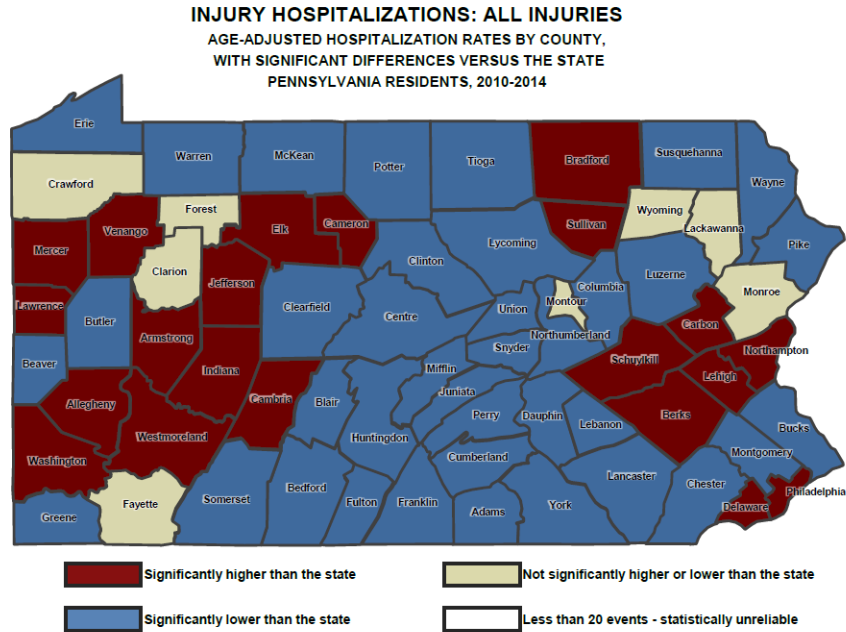 INJURY HOSPITALIZATIONS: ALL INJURIES
AGE-ADJUSTED HOSPITALIZATION RATES BY COUNTY,
WITH SIGNIFICANT DIFFERENCES VERSUS THE STATE
PENNSYLVANIA RESIDENTS, 2010-2014
Erie
Warren
McKean
Potter
Tioga
Bradford
Susquehanna
Wayne
Crawford
Forest
Venango
Elk
Cameron
Sullivan
Wyoming
Lackawanna
Pike
Mercer
Clarion
Jefferson
Clinton
Lycoming
Luzerne
Monroe
Lawrence
Butler
Clearfield
Centre
Union
Montour
Columbia
Carbon
Armstrong
Northumberland
Snyder
Northampton
Beaver
Indiana
Mifflin
Schuylkill
Lehigh
Allegheny
Cambria
Blair
Juniata
Perry
Dauphin
Lebanon
Berks
Bucks
Washington
Westmoreland
Huntingdon
Cumberland
Montgomery
Fayette
Somerset
Bedford
Fulton
Franklin
Adams
York
Lancaster
Chester
Delaware
Philadelphia
Greene
Significantly higher than the state
Not significantly higher or lower than the state
Significantly lower than the state
Less than 20 events - statistically unreliable